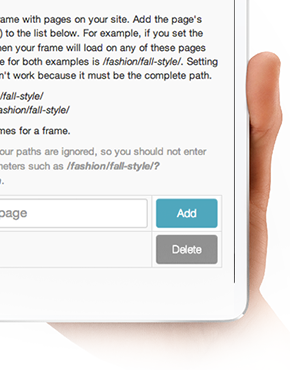 rame with pages on your site. Add the page's
) to the list below. For example, if you set the
hen your frame will load on any of these pages
e for both examples is /fashion/fall-style/. Setting
n't work because it must be the complete path.
/fall-style/
ashion/fall-style/
mes for a frame.
our paths are ignored, so you should not enter
meters such as /fashion/fall-style/?
e.
page
Add
Delete